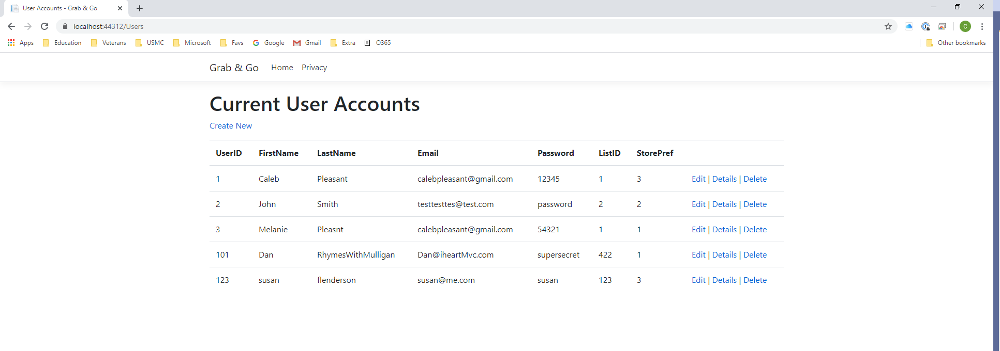 User Accounts - Grab & Go
localhost:44312/Users
C
Apps Education Veterans USMC Microsoft Favs Google Gmail Extra O365 Other bookmarks
Grab & Go Home Privacy
Current User Accounts
Create New
UserID FirstName LastName Email Password ListID StorePref
1 Caleb Pleasant calebpleasant@gmail.com 12345 1 3 Edit | Details | Delete
2 John Smith testtesttes@test.com password 2 2 Edit | Details | Delete
3 Melanie Pleasnt calebpleasant@gmail.com 54321 1 1 Edit | Details | Delete
101 Dan RhymesWithMulligan Dan@iheartMvc.com supersecret 422 1 Edit | Details | Delete
123 susan flenderson susan@me.com susan 123 3 Edit | Details | Delete